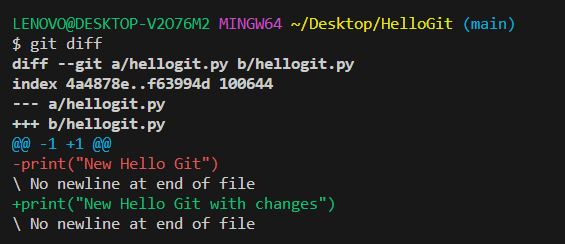 LENOVO@DESKTOP-V2O76M2 MINGW64 ~/Desktop/HelloGit (main)
$ git diff
diff --git a/hellogit.py b/hellogit.py
index 4a4878e..f63994d 100644
--- a/hellogit.py
+++ b/hellogit.py
@@ -1 +1 @@
-print("New Hello Git")
\ No newline at end of file
+print("New Hello Git with changes")
\ No newline at end of file